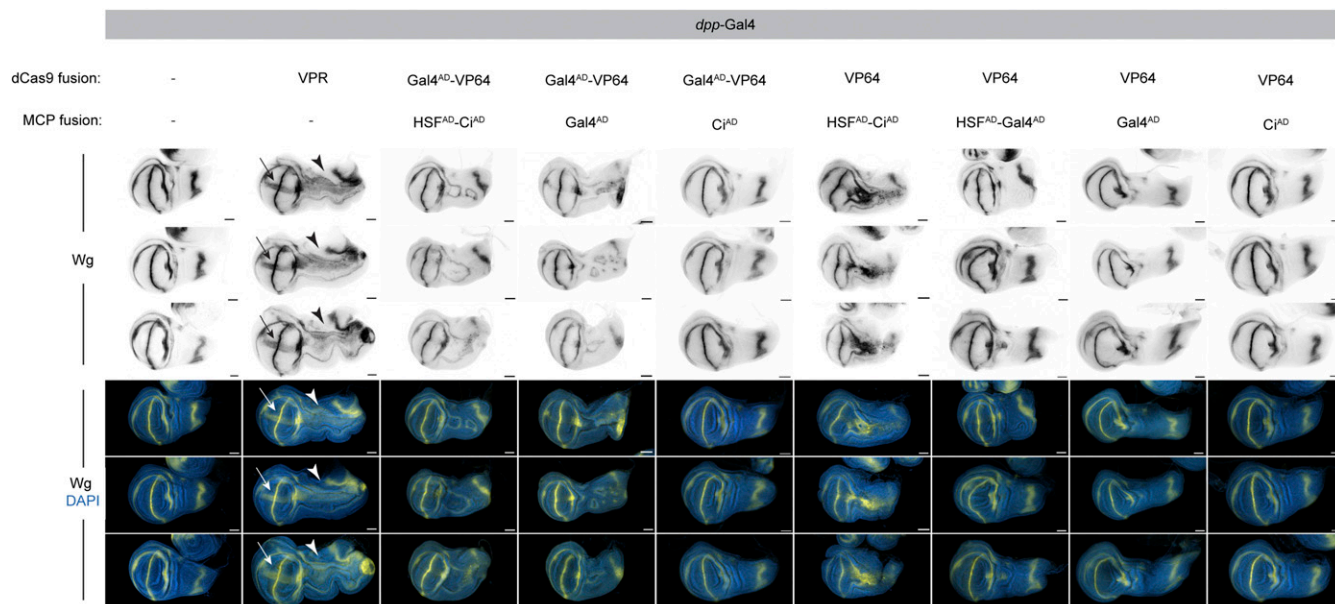 dpp-Gal4
dCas9 fusion: - VPR Gal4ᴬᴰ-VP64 Gal4ᴬᴰ-VP64 Gal4ᴬᴰ-VP64 VP64 VP64 VP64 VP64
MCP fusion: - - HSFᴬᴰ-Ciᴬᴰ Gal4ᴬᴰ Ciᴬᴰ HSFᴬᴰ-Ciᴬᴰ HSFᴬᴰ-Gal4ᴬᴰ Gal4ᴬᴰ Ciᴬᴰ
Wg
Wg
DAPI